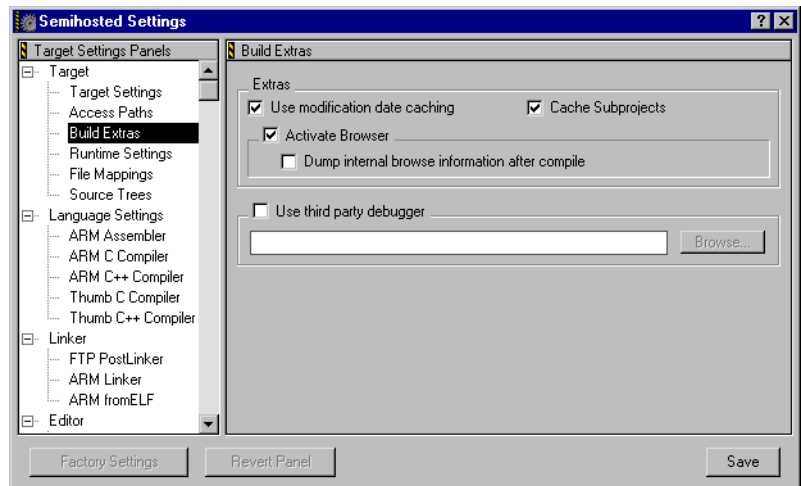 Semihosted Settings
Target Settings Panels
Target
Target Settings
Access Paths
Build Extras
Runtime Settings
File Mappings
Source Trees
Language Settings
ARM Assembler
ARM C Compiler
ARM C++ Compiler
Thumb C Compiler
Thumb C++ Compiler
Linker
FTP PostLinker
ARM Linker
ARM fromELF
Editor
Build Extras
Extras
Use modification date caching Cache Subprojects
Activate Browser
Dump internal browse information after compile
Use third party debugger
Browse...
Factory Settings Revert Panel Save